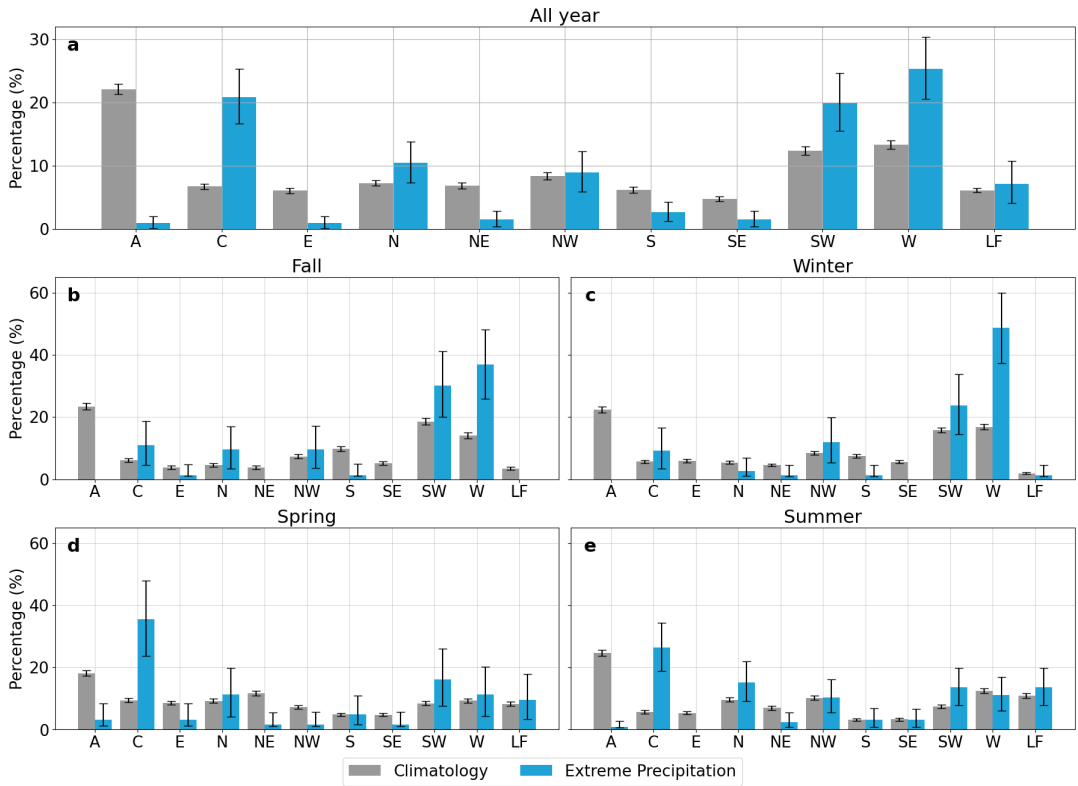 All year
a
Percentage (%)
30
20
10
0
A C E N NE NW S SE SW W LF
Fall
Winter
b
c
Percentage (%)
60
40
20
0
A C E N NE NW S SE SW W LF
A C E N NE NW S SE SW W LF
Spring
Summer
d
e
Percentage (%)
60
40
20
0
A C E N NE NW S SE SW W LF
A C E N NE NW S SE SW W LF
Climatology
Extreme Precipitation